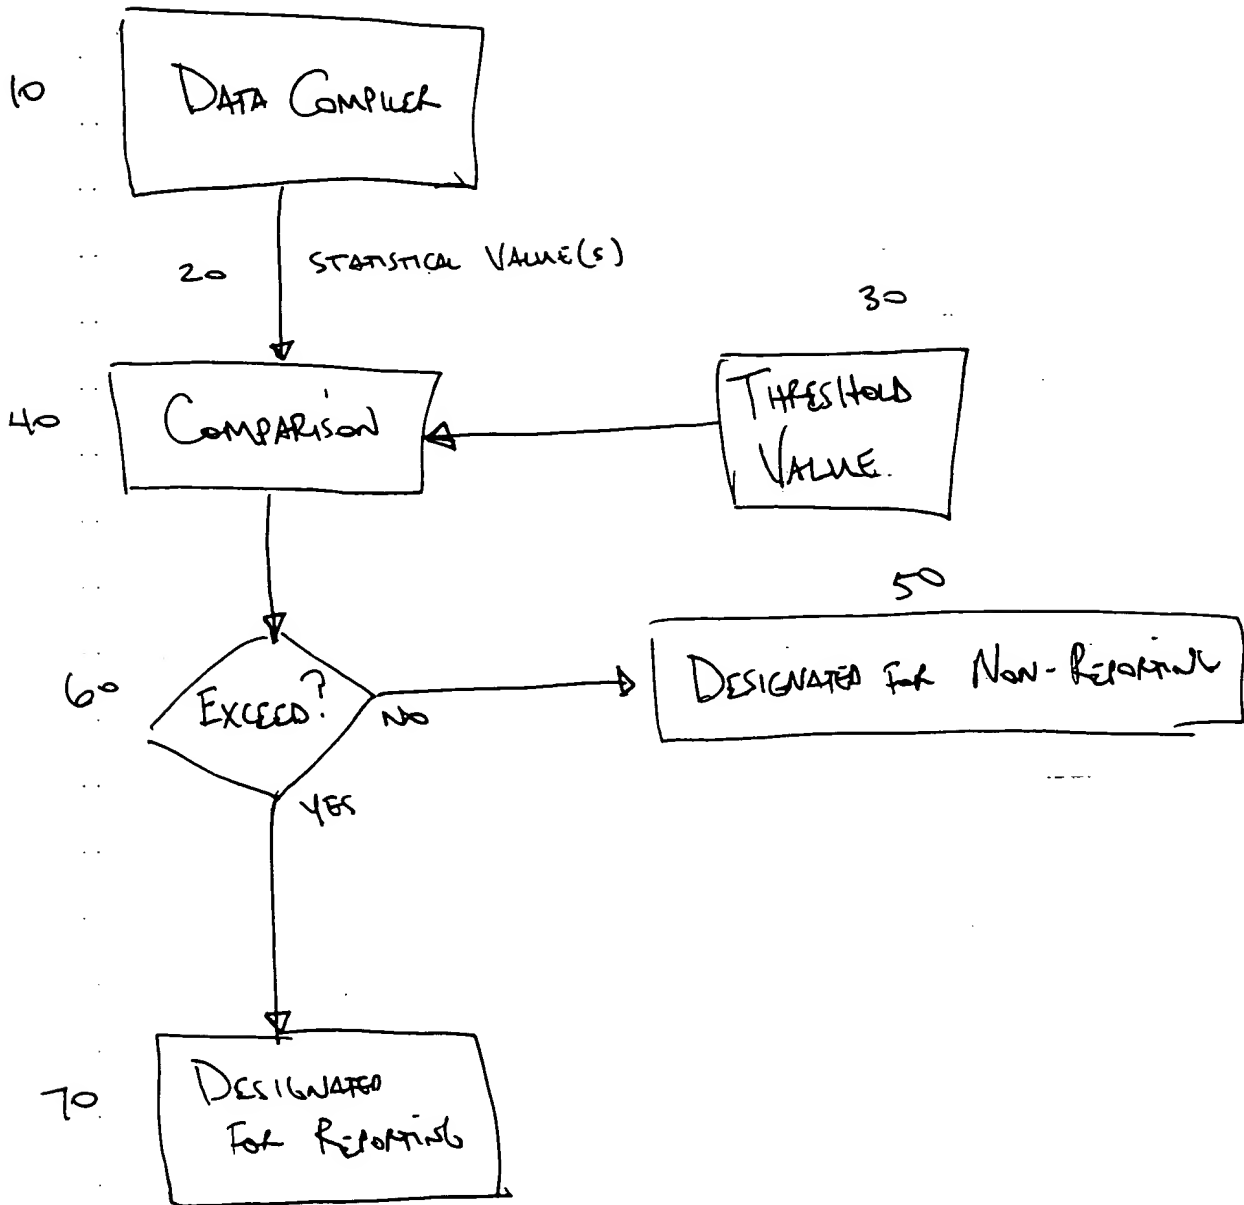 10
DATA COMPILER
20
STATISTICAL VALUE(S)
30
THRESHOLD
VALUE.
40
COMPARISON
50
DESIGNATED FOR NON-REPORTING
60
EXCEED?
NO
YES
70
DESIGNATED
FOR REPORTING